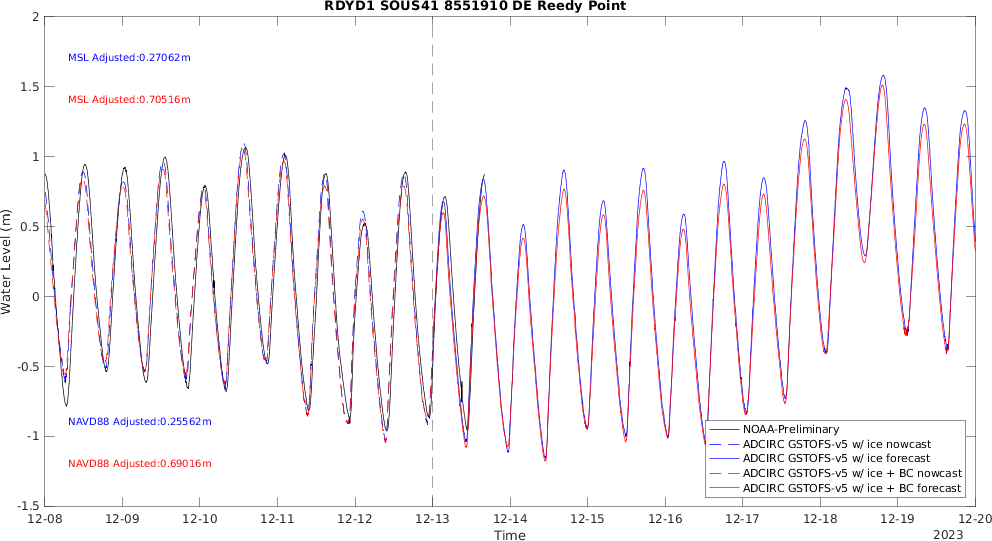 RDYD1 SOUS41 8551910 DE Reedy Point
Water Level (m)
2
1.5
1
0.5
0
-0.5
-1
-1.5
MSL Adjusted:0.27062m
MSL Adjusted:0.70516m
NAVD88 Adjusted:0.25562m
NAVD88 Adjusted:0.69016m
NOAA-Preliminary
ADCIRC GSTOFS-v5 w/ ice nowcast
ADCIRC GSTOFS-v5 w/ ice forecast
ADCIRC GSTOFS-v5 w/ ice + BC nowcast
ADCIRC GSTOFS-v5 w/ ice + BC forecast
12-08 12-09 12-10 12-11 12-12 12-13 12-14 12-15 12-16 12-17 12-18 12-19 12-20
Time
2023